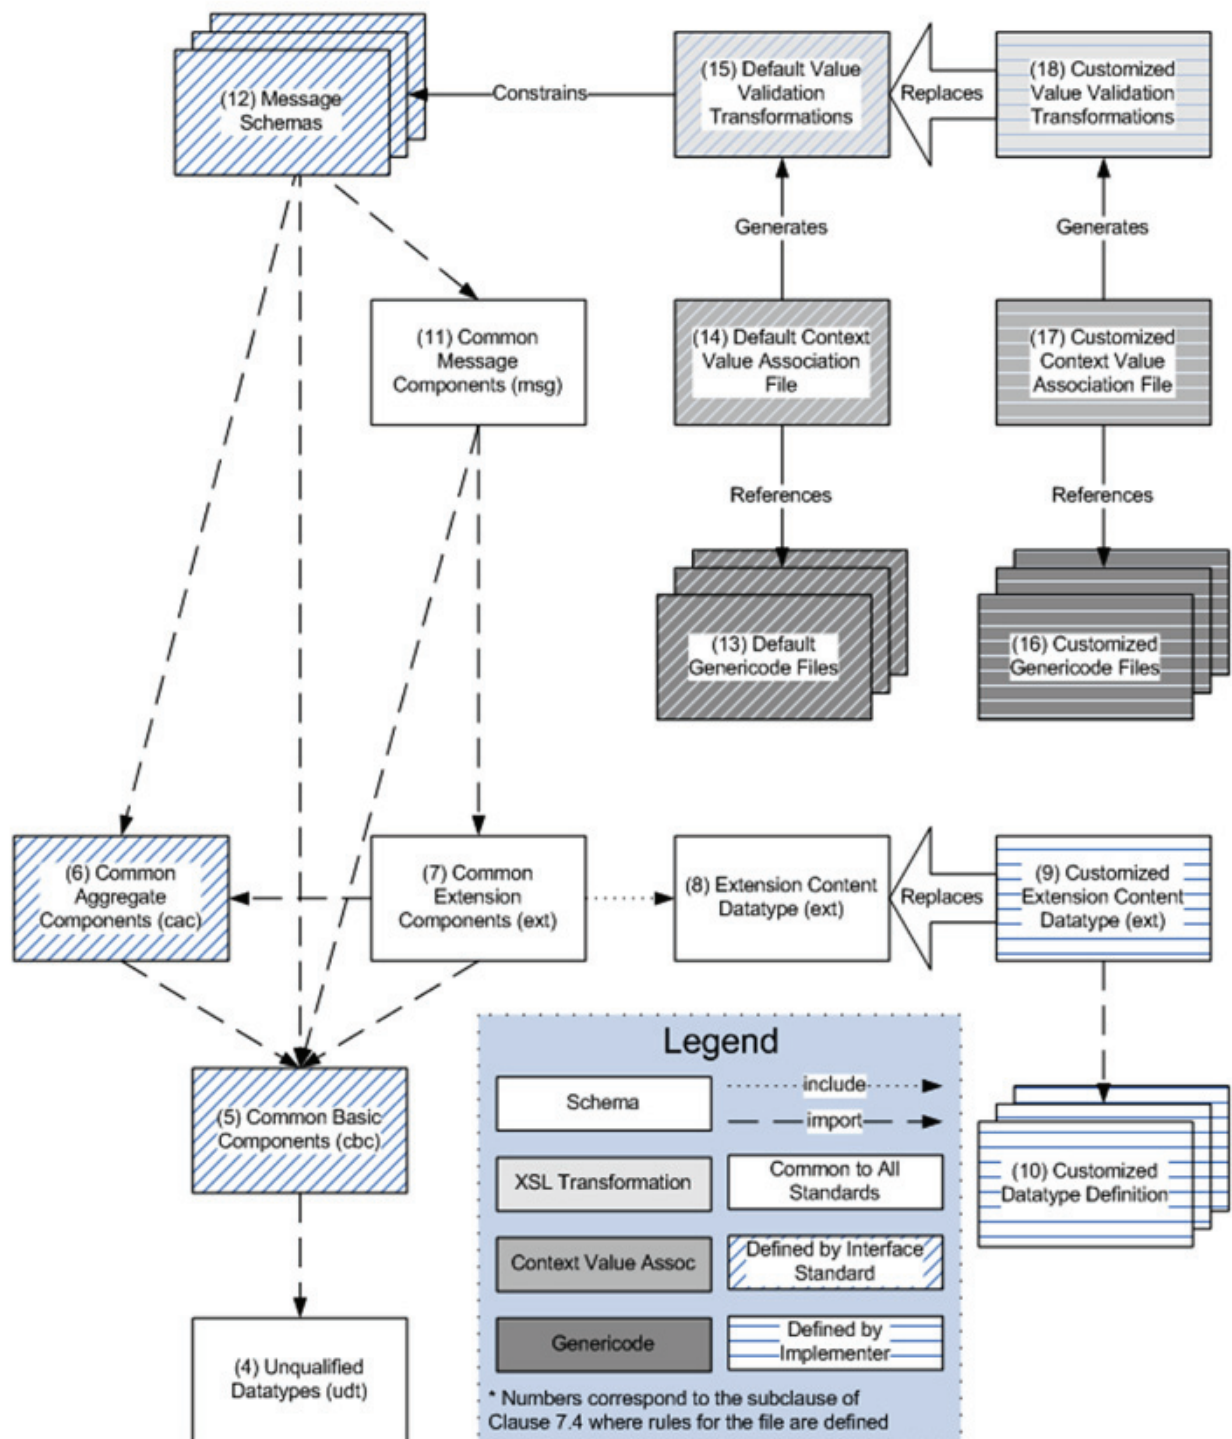 (12) Message
Schemas
Constrains
(15) Default Value
Validation
Transformations
Replaces
(18) Customized
Value Validation
Transformations
Generates
Generates
(11) Common
Message
Components (msg)
(14) Default Context
Value Association
File
(17) Customized
Context Value
Association File
References
References
(13) Default
Genericode Files
(16) Customized
Genericode Files
(6) Common
Aggregate
Components (cac)
(7) Common
Extension
Components (ext)
(8) Extension Content
Datatype (ext)
Replaces
(9) Customized
Extension Content
Datatype (ext)
(5) Common Basic
Components (cbc)
(10) Customized
Datatype Definition
(4) Unqualified
Datatypes (udt)
Legend
Schema
include
import
XSL Transformation
Common to All
Standards
Context Value Assoc
Defined by Interface
Standard
Genericode
Defined by
Implementer
* Numbers correspond to the subclause of
Clause 7.4 where rules for the file are defined